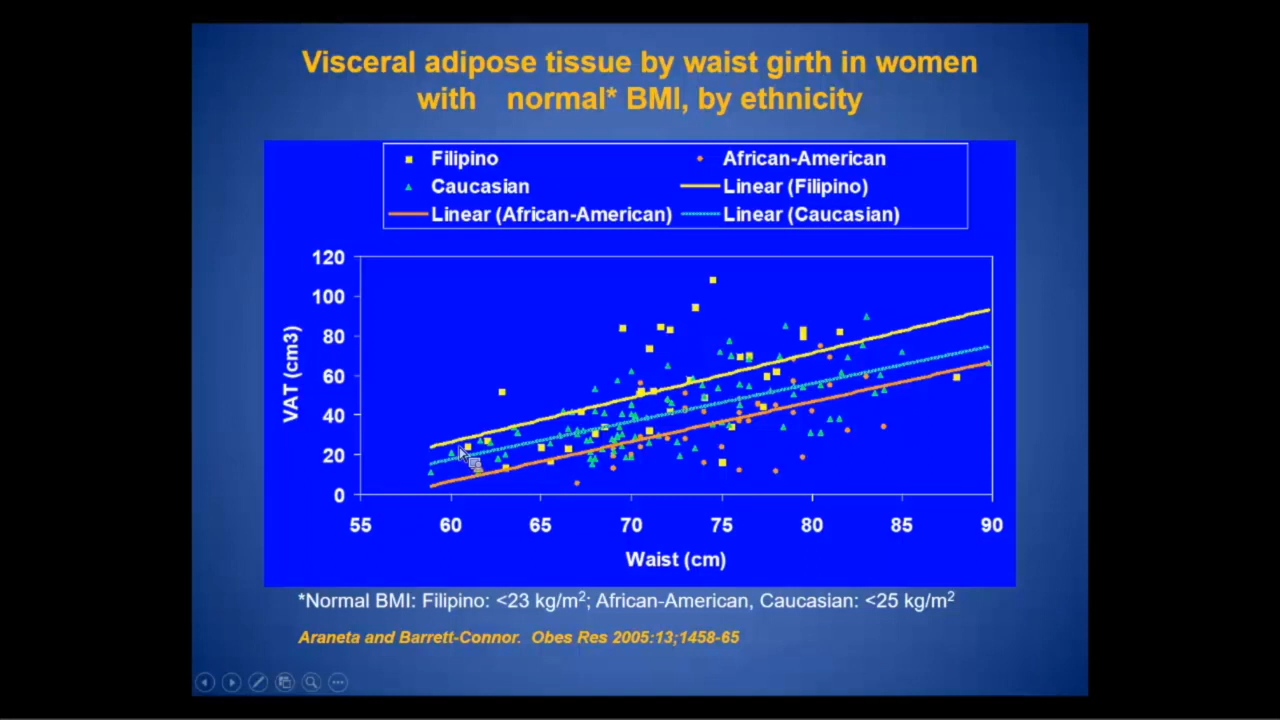 Visceral adipose tissue by waist girth in women
with normal* BMI, by ethnicity
Filipino
African-American
Caucasian
Linear (Filipino)
Linear (African-American)
Linear (Caucasian)
120
100
80
60
40
20
0
VAT (cm3)
55 60 65 70 75 80 85 90
Waist (cm)
*Normal BMI: Filipino: <23 kg/m²; African-American, Caucasian: <25 kg/m²
Araneta and Barrett-Connor. Obes Res 2005:13;1458-65